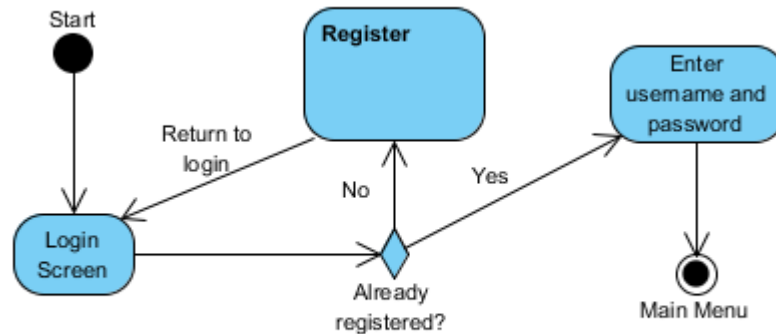 Start
Register
Enter
username and
password
Return to
login
No
Yes
Login
Screen
Already
registered?
Main Menu